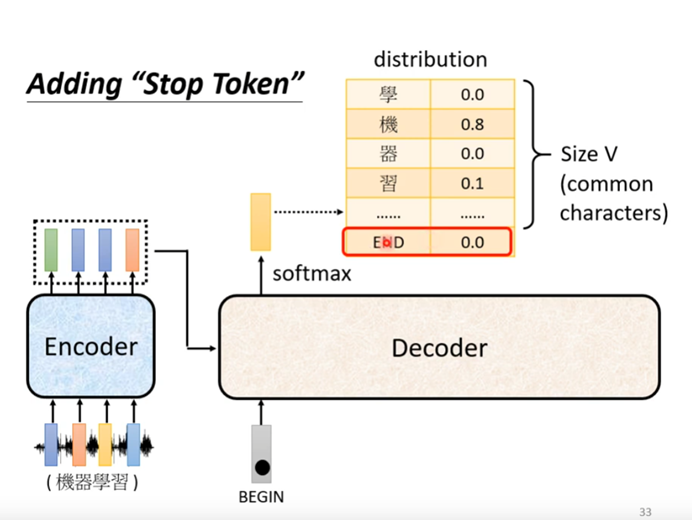 Adding “Stop Token”
distribution
學 0.0
機 0.8
器 0.0
習 0.1
...... ......
END 0.0
Size V
(common
characters)
softmax
Encoder
Decoder
(機器學習)
BEGIN
33